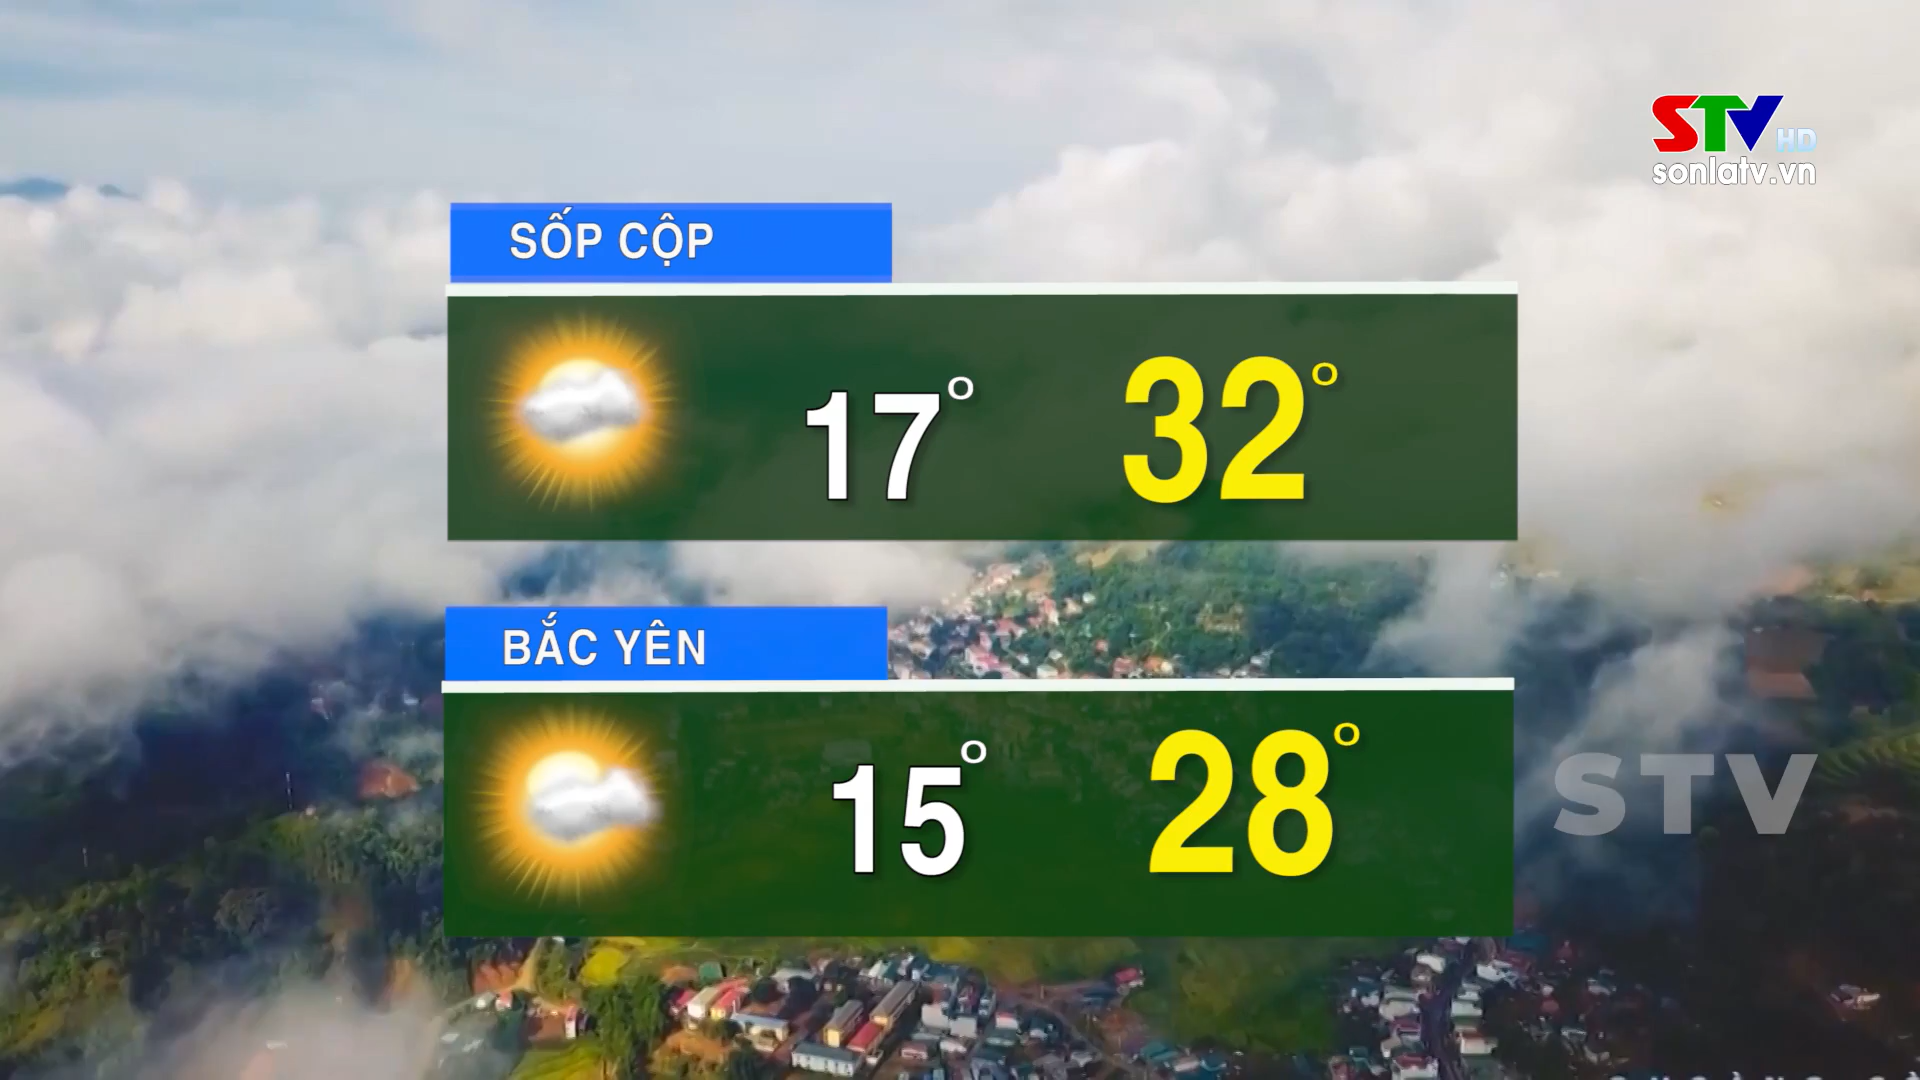 STV HD
sonlatv.vn
SỐP CỘP
17° 32°
BẮC YÊN
15° 28°
STV